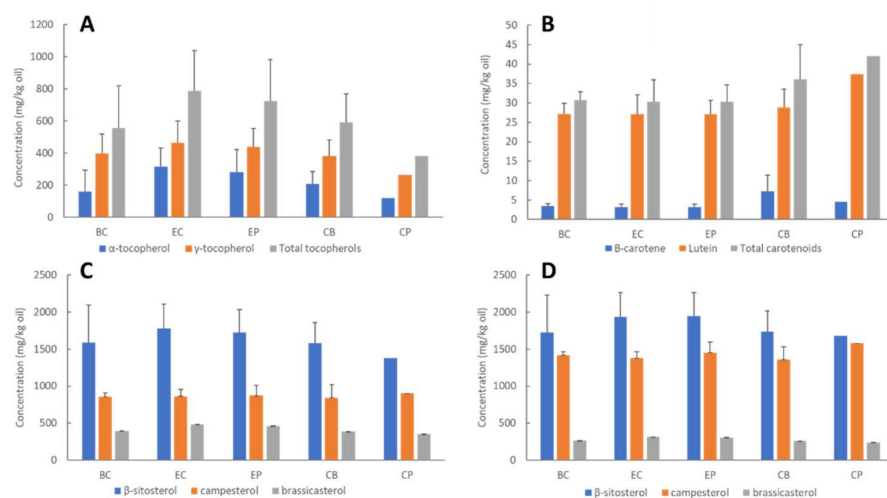 A
Concentration (mg/kg oil)
1200
1000
800
600
400
200
0
BC EC EP CB CP
α-tocopherol γ-tocopherol Total tocopherols
B
Concentration (mg/kg oil)
50
45
40
35
30
25
20
15
10
5
0
BC EC EP CB CP
B-carotene Lutein Total carotenoids
C
Concentration (mg/kg oil)
2500
2000
1500
1000
500
0
BC EC EP CB CP
β-sitosterol campesterol brassicasterol
D
Concentration (mg/kg oil)
2500
2000
1500
1000
500
0
BC EC EP CB CP
β-sitosterol campesterol brassicasterol